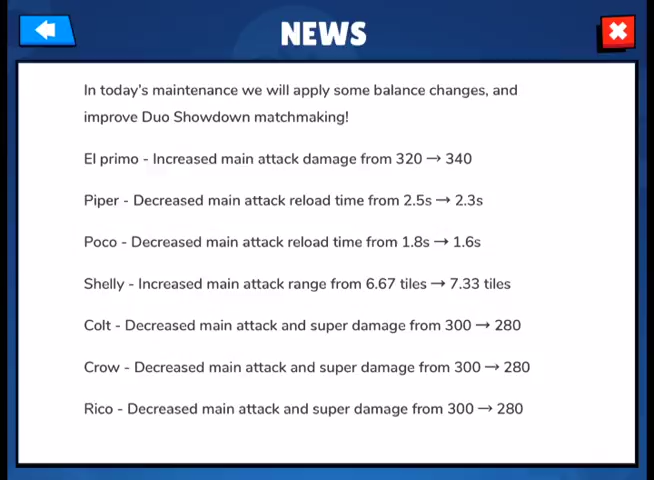 NEWS
In today's maintenance we will apply some balance changes, and
improve Duo Showdown matchmaking!
El primo - Increased main attack damage from 320 → 340
Piper - Decreased main attack reload time from 2.5s → 2.3s
Poco - Decreased main attack reload time from 1.8s → 1.6s
Shelly - Increased main attack range from 6.67 tiles → 7.33 tiles
Colt - Decreased main attack and super damage from 300 → 280
Crow - Decreased main attack and super damage from 300 → 280
Rico - Decreased main attack and super damage from 300 → 280